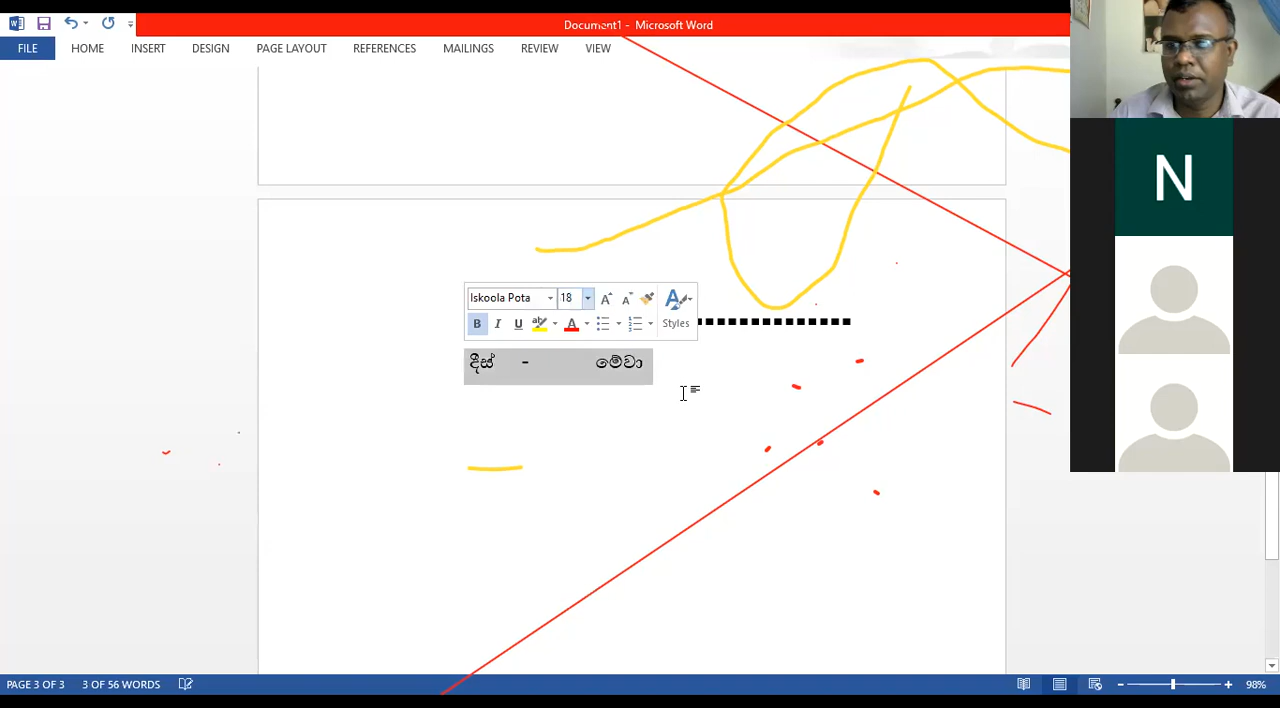 Document1 - Microsoft Word
FILE HOME INSERT DESIGN PAGE LAYOUT REFERENCES MAILINGS REVIEW VIEW
N
Iskoola Pota 18
B I U ab A Styles
දීස් - මේවා
PAGE 3 OF 3 3 OF 56 WORDS 98%